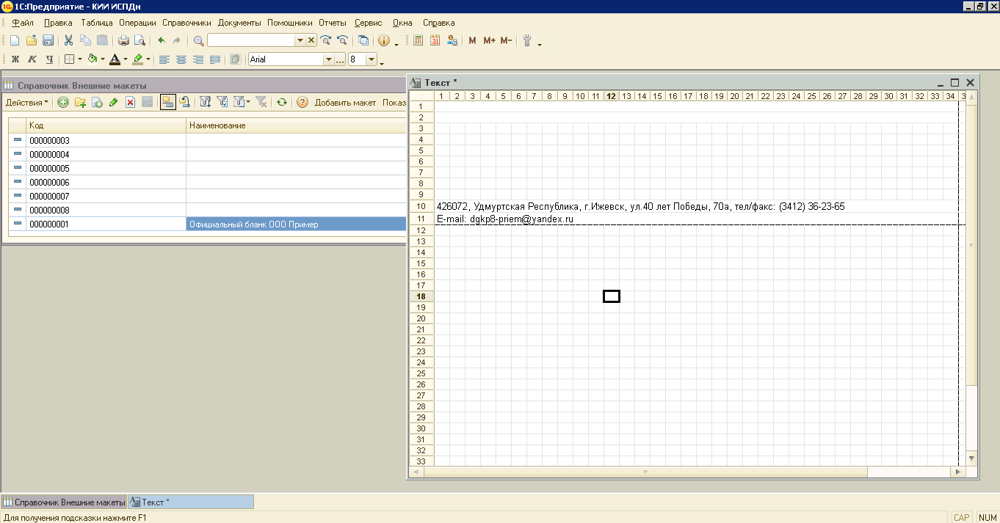 1С:Предприятие - КИИ ИСПДн
Файл Правка Таблица Операции Справочники Документы Помощники Отчеты Сервис Окна Справка
M M+ M-
Ж К Ч Arial 8
Справочник Внешние макеты
Действия Добавить макет Показ
Код Наименование
000000003
000000004
000000005
000000006
000000007
000000008
000000001 Официальный бланк ООО Пример
Текст *
1 2 3 4 5 6 7 8 9 10 11 12 13 14 15 16 17 18 19 20 21 22 23 24 25 26 27 28 29 30 31 32 33 34 3
1
2
3
4
5
6
7
8
9
10 426072, Удмуртская Республика, г.Ижевск, ул.40 лет Победы, 70а, тел/факс: (3412) 36-23-65
11 E-mail: dgkp8-priem@yandex.ru
12
13
14
15
16
17
18
19
20
21
22
23
24
25
26
27
28
29
30
31
32
33
Справочник Внешние макеты Текст *
Для получения подсказки нажмите F1 CAP NUM